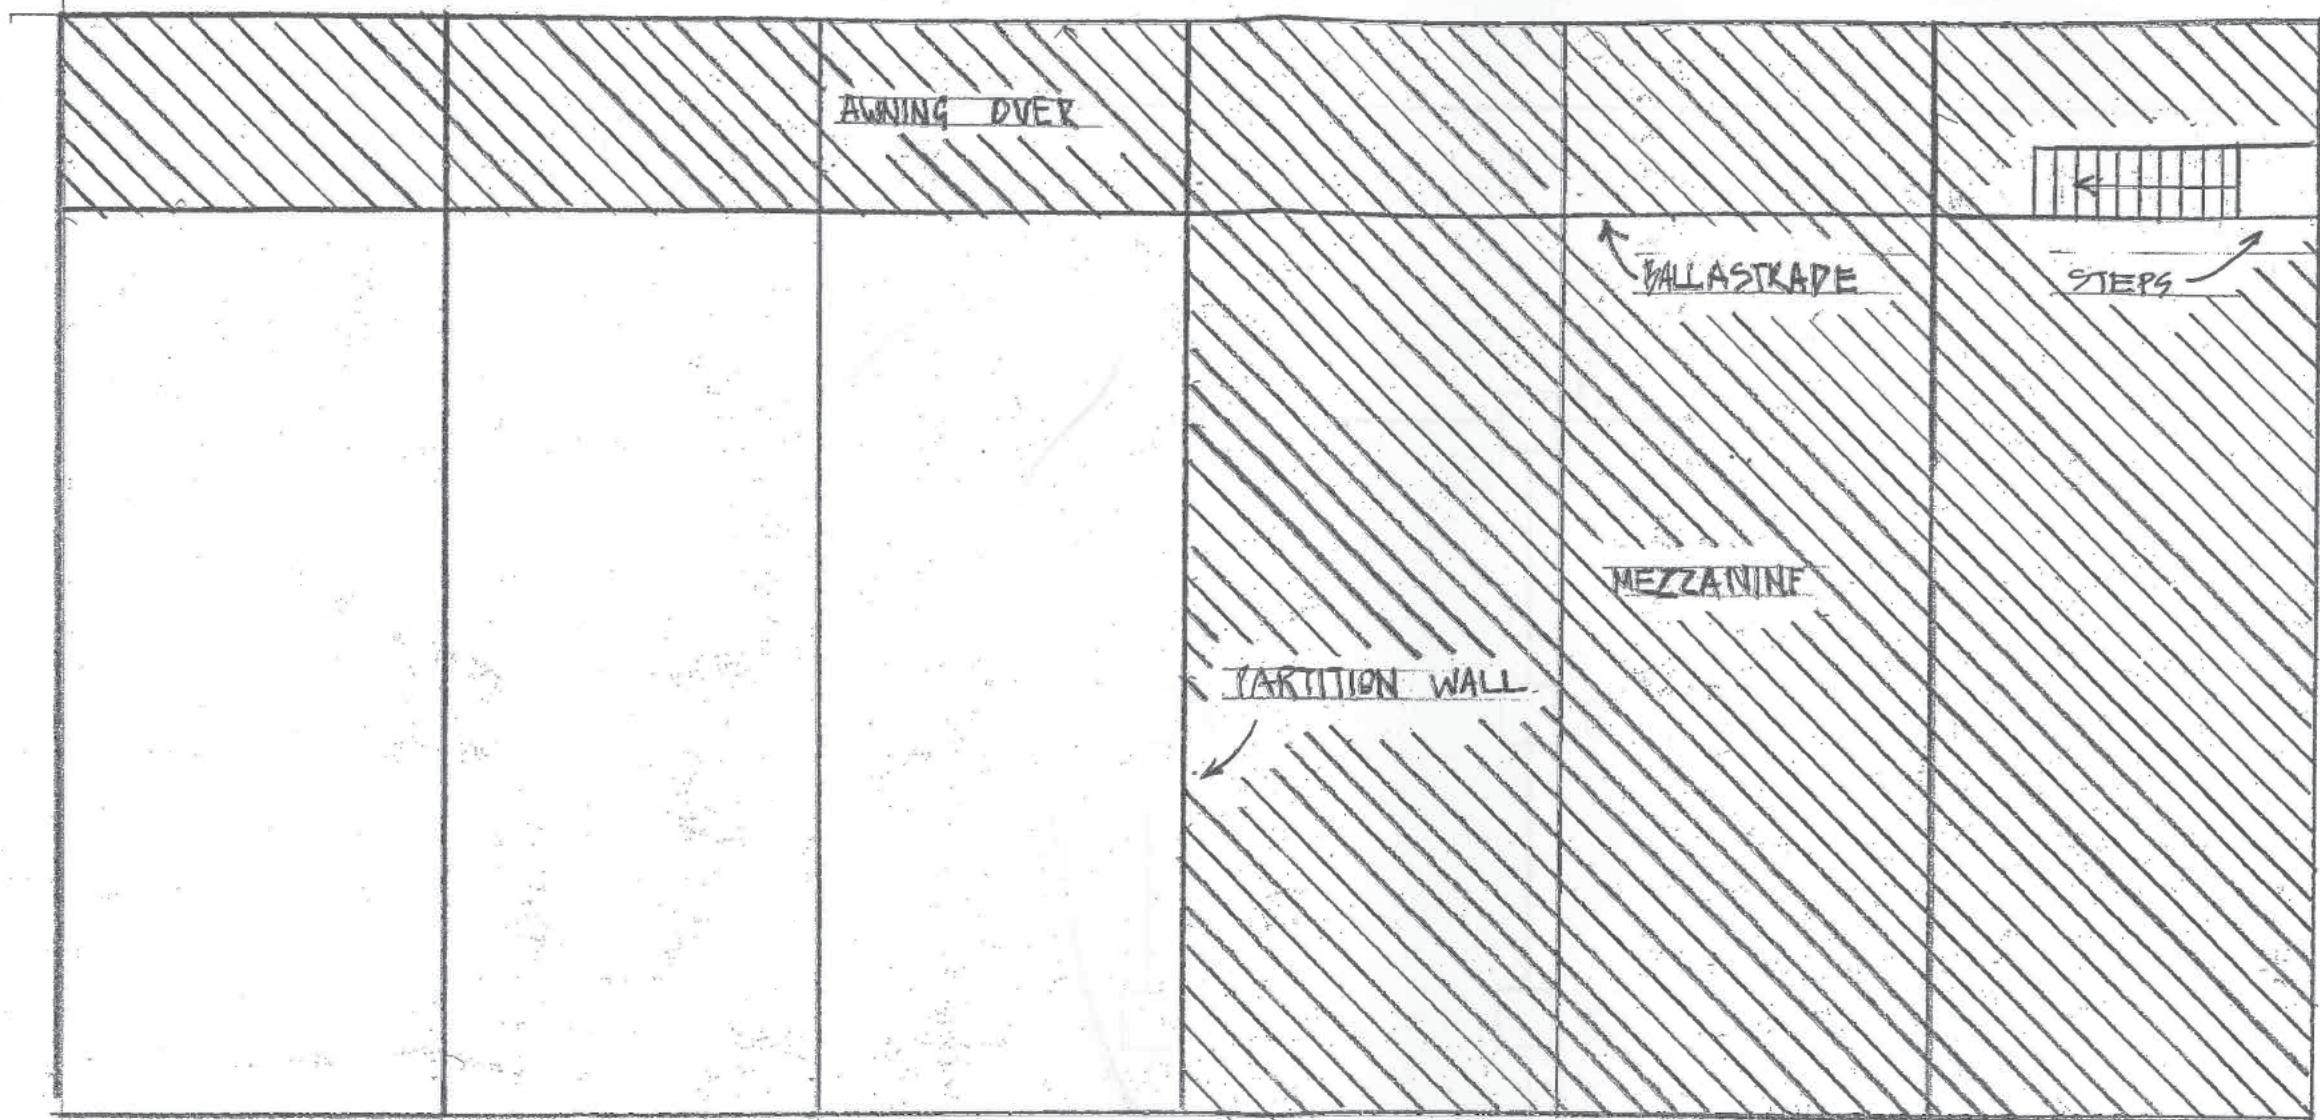 AWNING OVER
BALLASTRADE
STEPS
MEZZANINE
PARTITION WALL